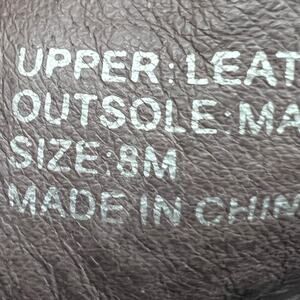 UPPER: LEAT
OUTSOLE: MA
SIZE: 8M
MADE IN CHIN